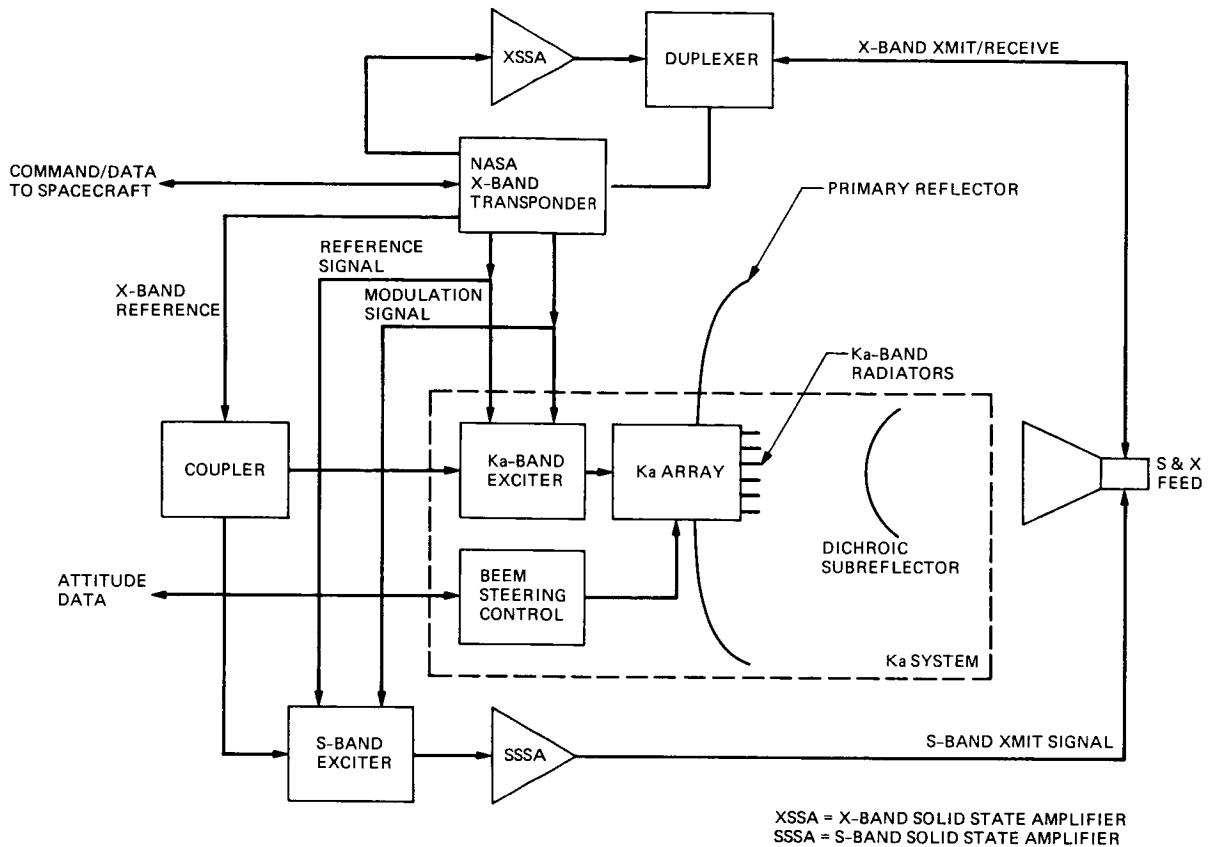 XSSA
DUPLEXER
X-BAND XMIT/RECEIVE
NASA
X-BAND
TRANSPONDER
COMMAND/DATA
TO SPACECRAFT
PRIMARY REFLECTOR
REFERENCE
SIGNAL
X-BAND
REFERENCE
MODULATION
SIGNAL
Ka-BAND
RADIATORS
COUPLER
Ka-BAND
EXCITER
Ka ARRAY
S & X
FEED
DICHROIC
SUBREFLECTOR
ATTITUDE
DATA
BEEM
STEERING
CONTROL
Ka SYSTEM
S-BAND
EXCITER
SSSA
S-BAND XMIT SIGNAL
XSSA = X-BAND SOLID STATE AMPLIFIER
SSSA = S-BAND SOLID STATE AMPLIFIER